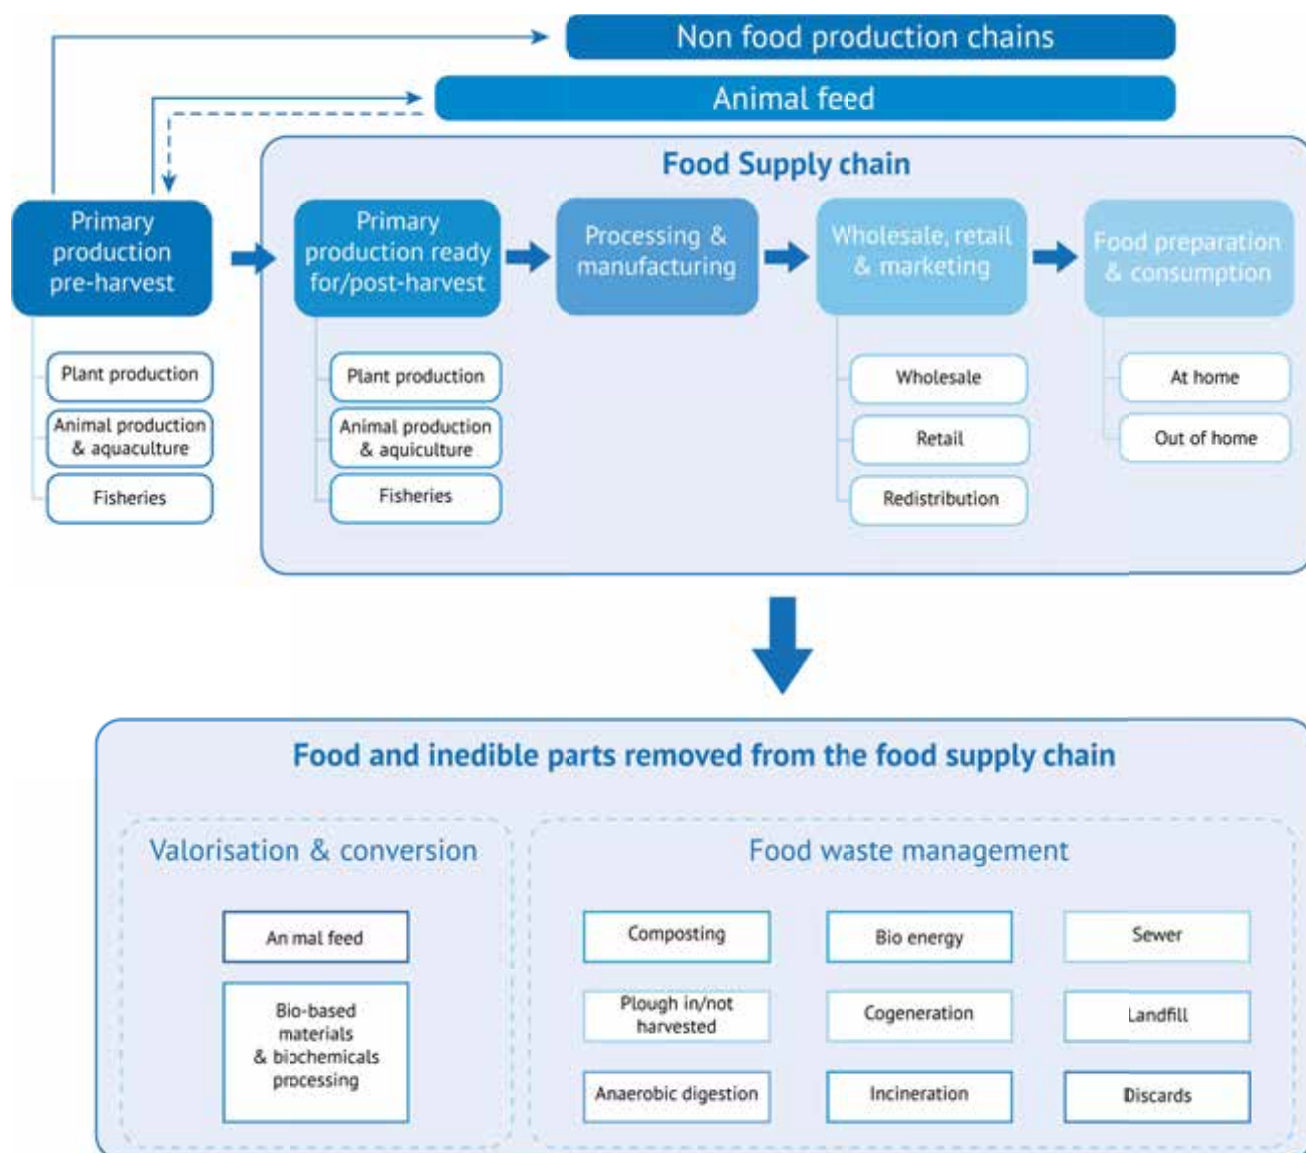 Non food production chains
Animal feed
Food Supply chain
Primary
production
pre-harvest
Primary
production ready
for/post-harvest
Processing &
manufacturing
Wholesale, retail
& marketing
Food preparation
& consumption
Plant production
Animal production
& aquaculture
Fisheries
Plant production
Animal production
& aquiculture
Fisheries
Wholesale
Retail
Redistribution
At home
Out of home
Food and inedible parts removed from the food supply chain
Valorisation & conversion
Animal feed
Bio-based
materials
& biochemicals
processing
Food waste management
Composting
Bio energy
Sewer
Plough in/not
harvested
Cogeneration
Landfill
Anaerobic digestion
Incineration
Discards